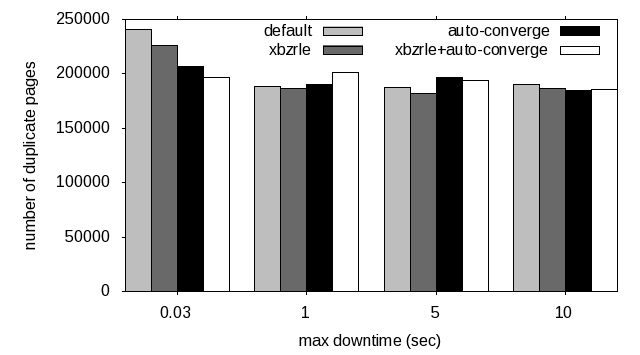 number of duplicate pages
250000
200000
150000
100000
50000
0
default
xbzrle
auto-converge
xbzrle+auto-converge
0.03
1
5
10
max downtime (sec)